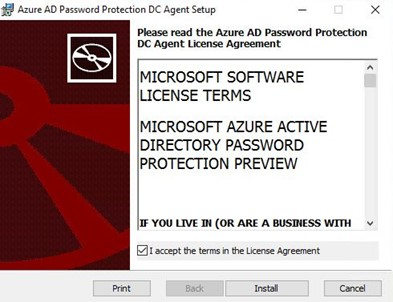 Azure AD Password Protection DC Agent Setup
Please read the Azure AD Password Protection
DC Agent License Agreement
MICROSOFT SOFTWARE
LICENSE TERMS
MICROSOFT AZURE ACTIVE
DIRECTORY PASSWORD
PROTECTION PREVIEW
IF YOU LIVE IN (OR ARE A BUSINESS WITH
I accept the terms in the License Agreement
Print Back Install Cancel